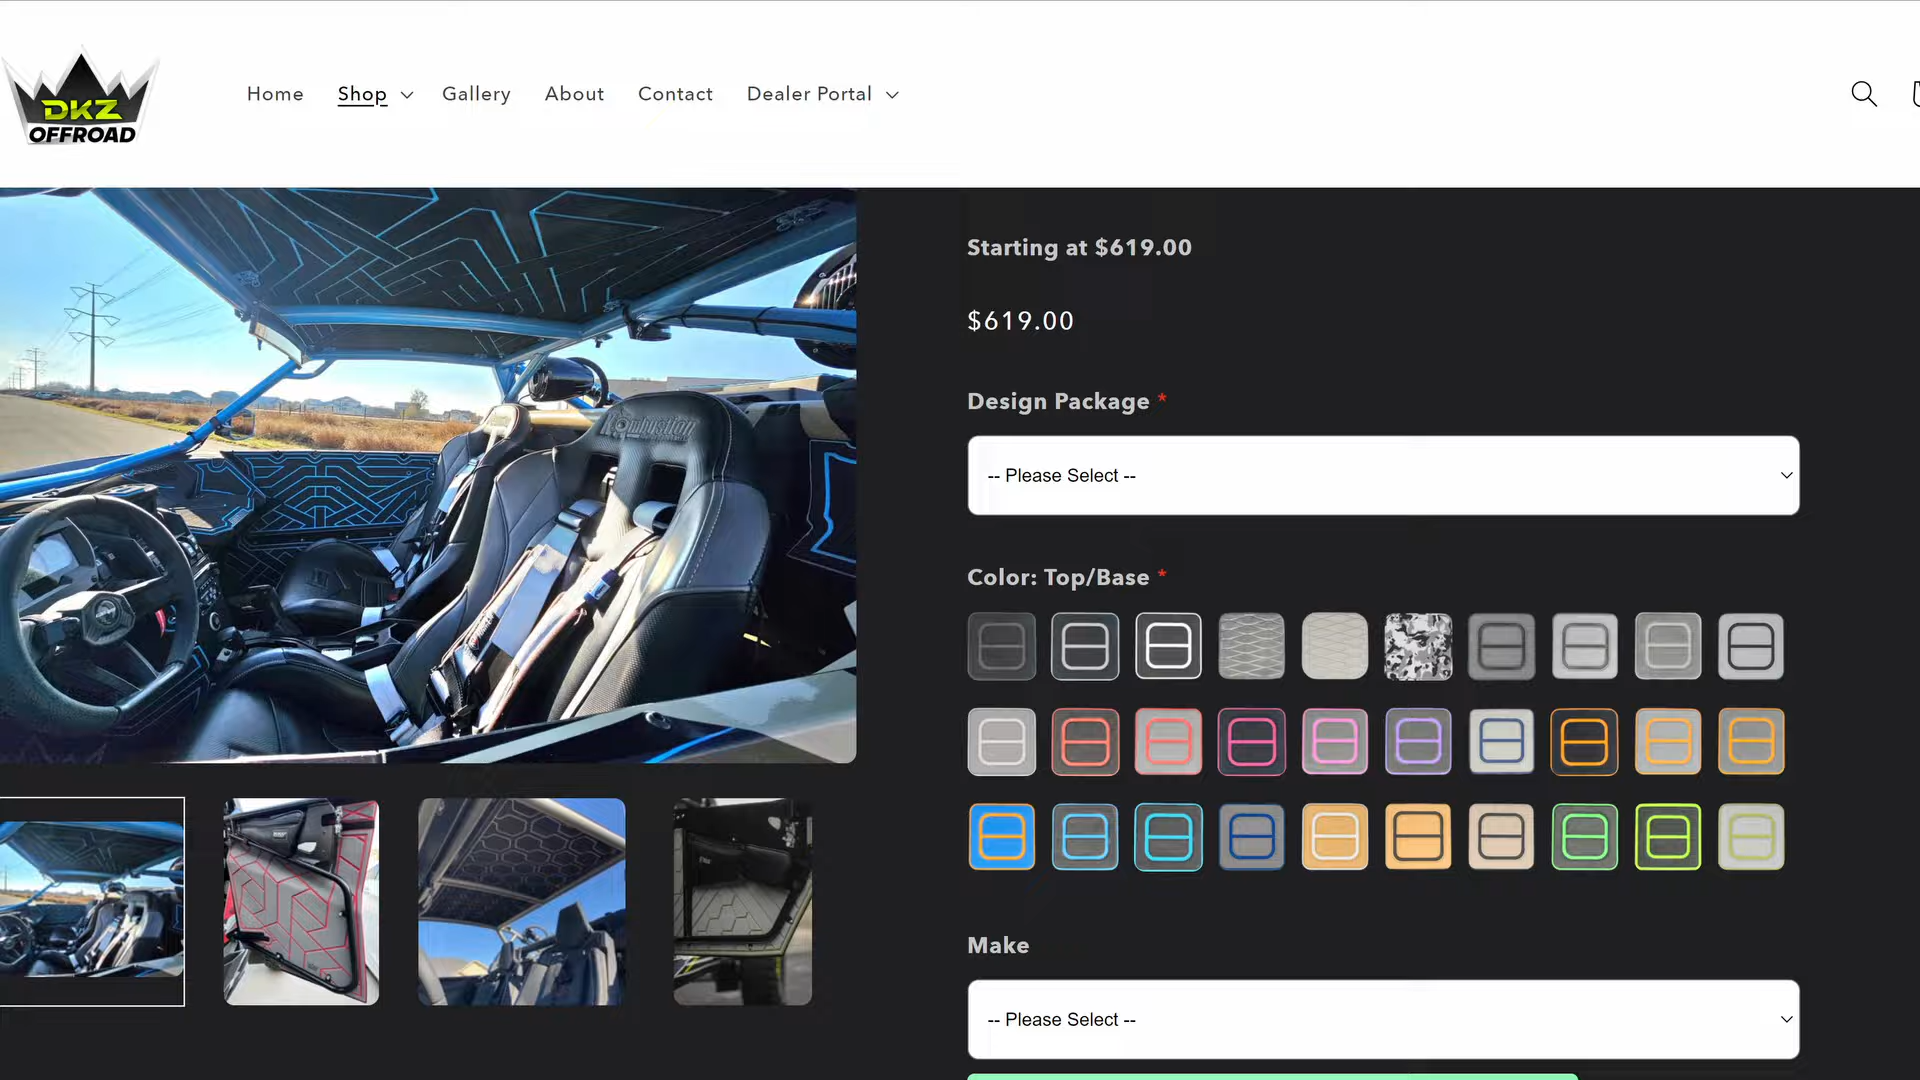 DKZ
OFFROAD
Home
Shop
Gallery
About
Contact
Dealer Portal
Starting at $619.00
$619.00
Design Package *
-- Please Select --
Color: Top/Base *
Make
-- Please Select --